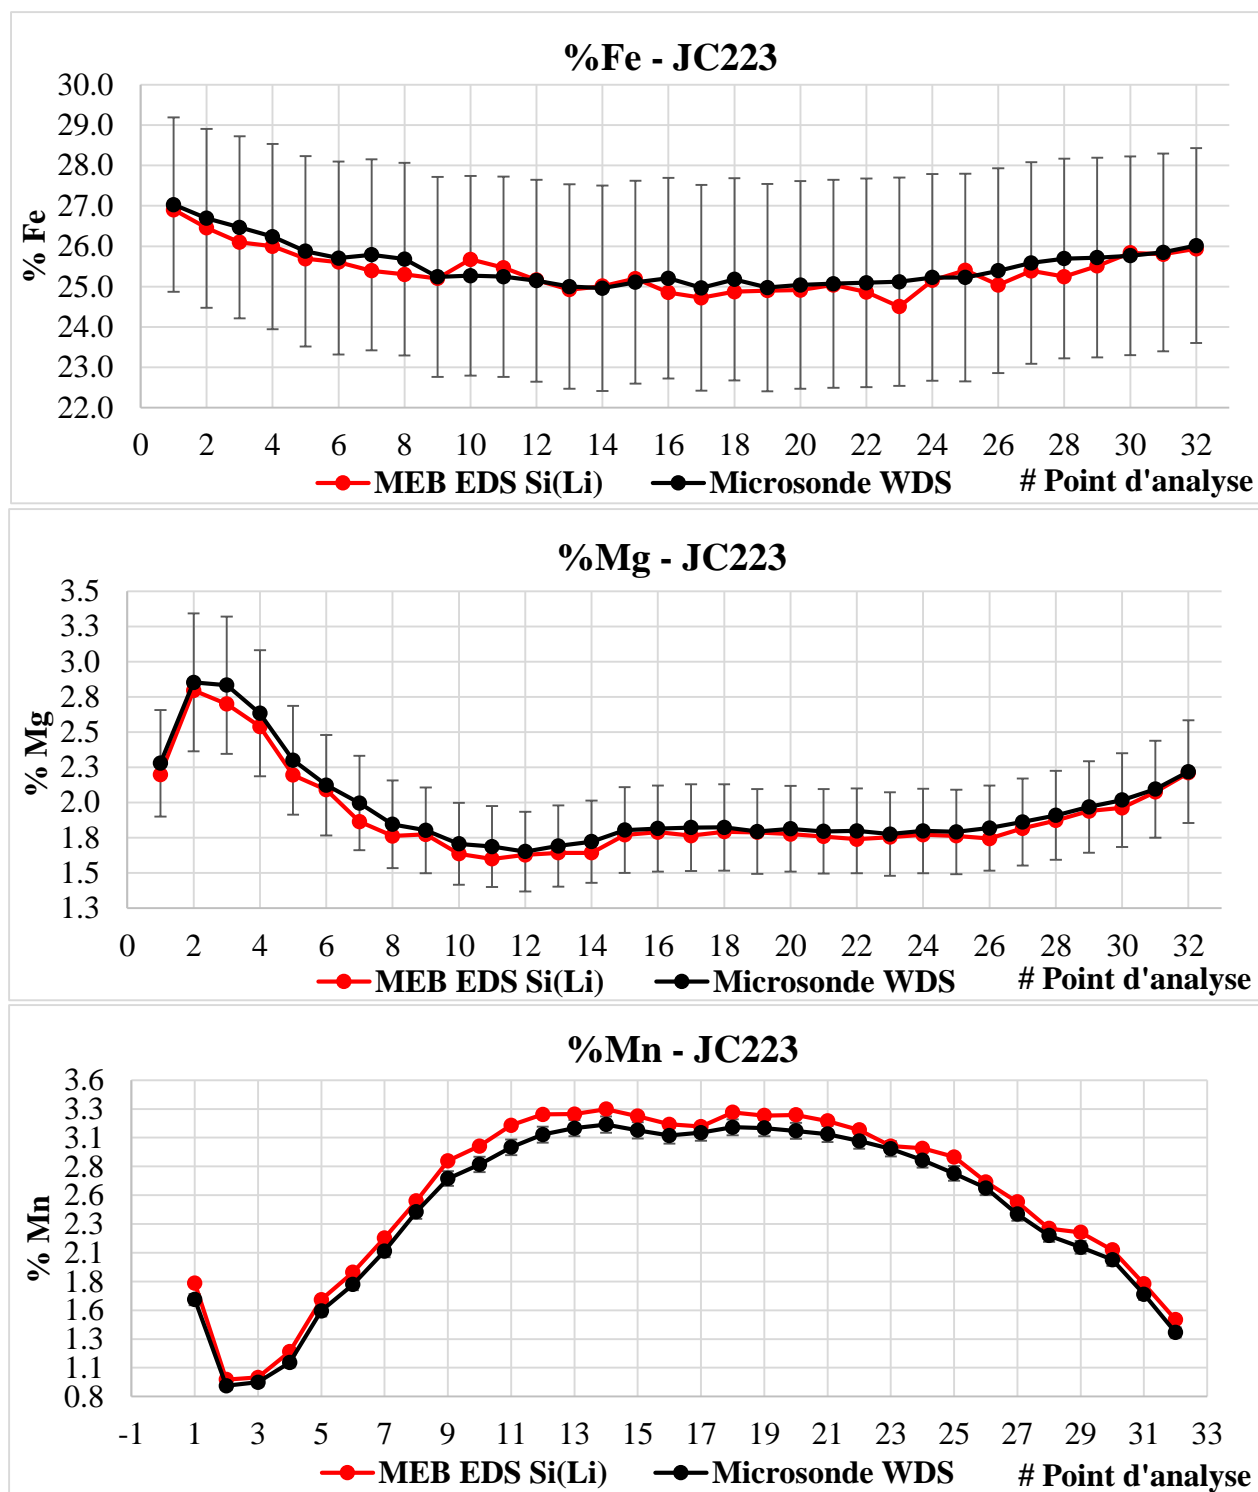 %Fe - JC223
30.0
29.0
28.0
27.0
26.0
25.0
24.0
23.0
22.0
% Fe
0 2 4 6 8 10 12 14 16 18 20 22 24 26 28 30 32
MEB EDS Si(Li) Microsonde WDS # Point d'analyse
%Mg - JC223
3.5
3.3
3.0
2.8
2.5
2.3
2.0
1.8
1.5
1.3
% Mg
0 2 4 6 8 10 12 14 16 18 20 22 24 26 28 30 32
MEB EDS Si(Li) Microsonde WDS # Point d'analyse
%Mn - JC223
3.6
3.3
3.1
2.8
2.6
2.3
2.1
1.8
1.6
1.3
1.1
0.8
% Mn
-1 1 3 5 7 9 11 13 15 17 19 21 23 25 27 29 31 33
MEB EDS Si(Li) Microsonde WDS # Point d'analyse